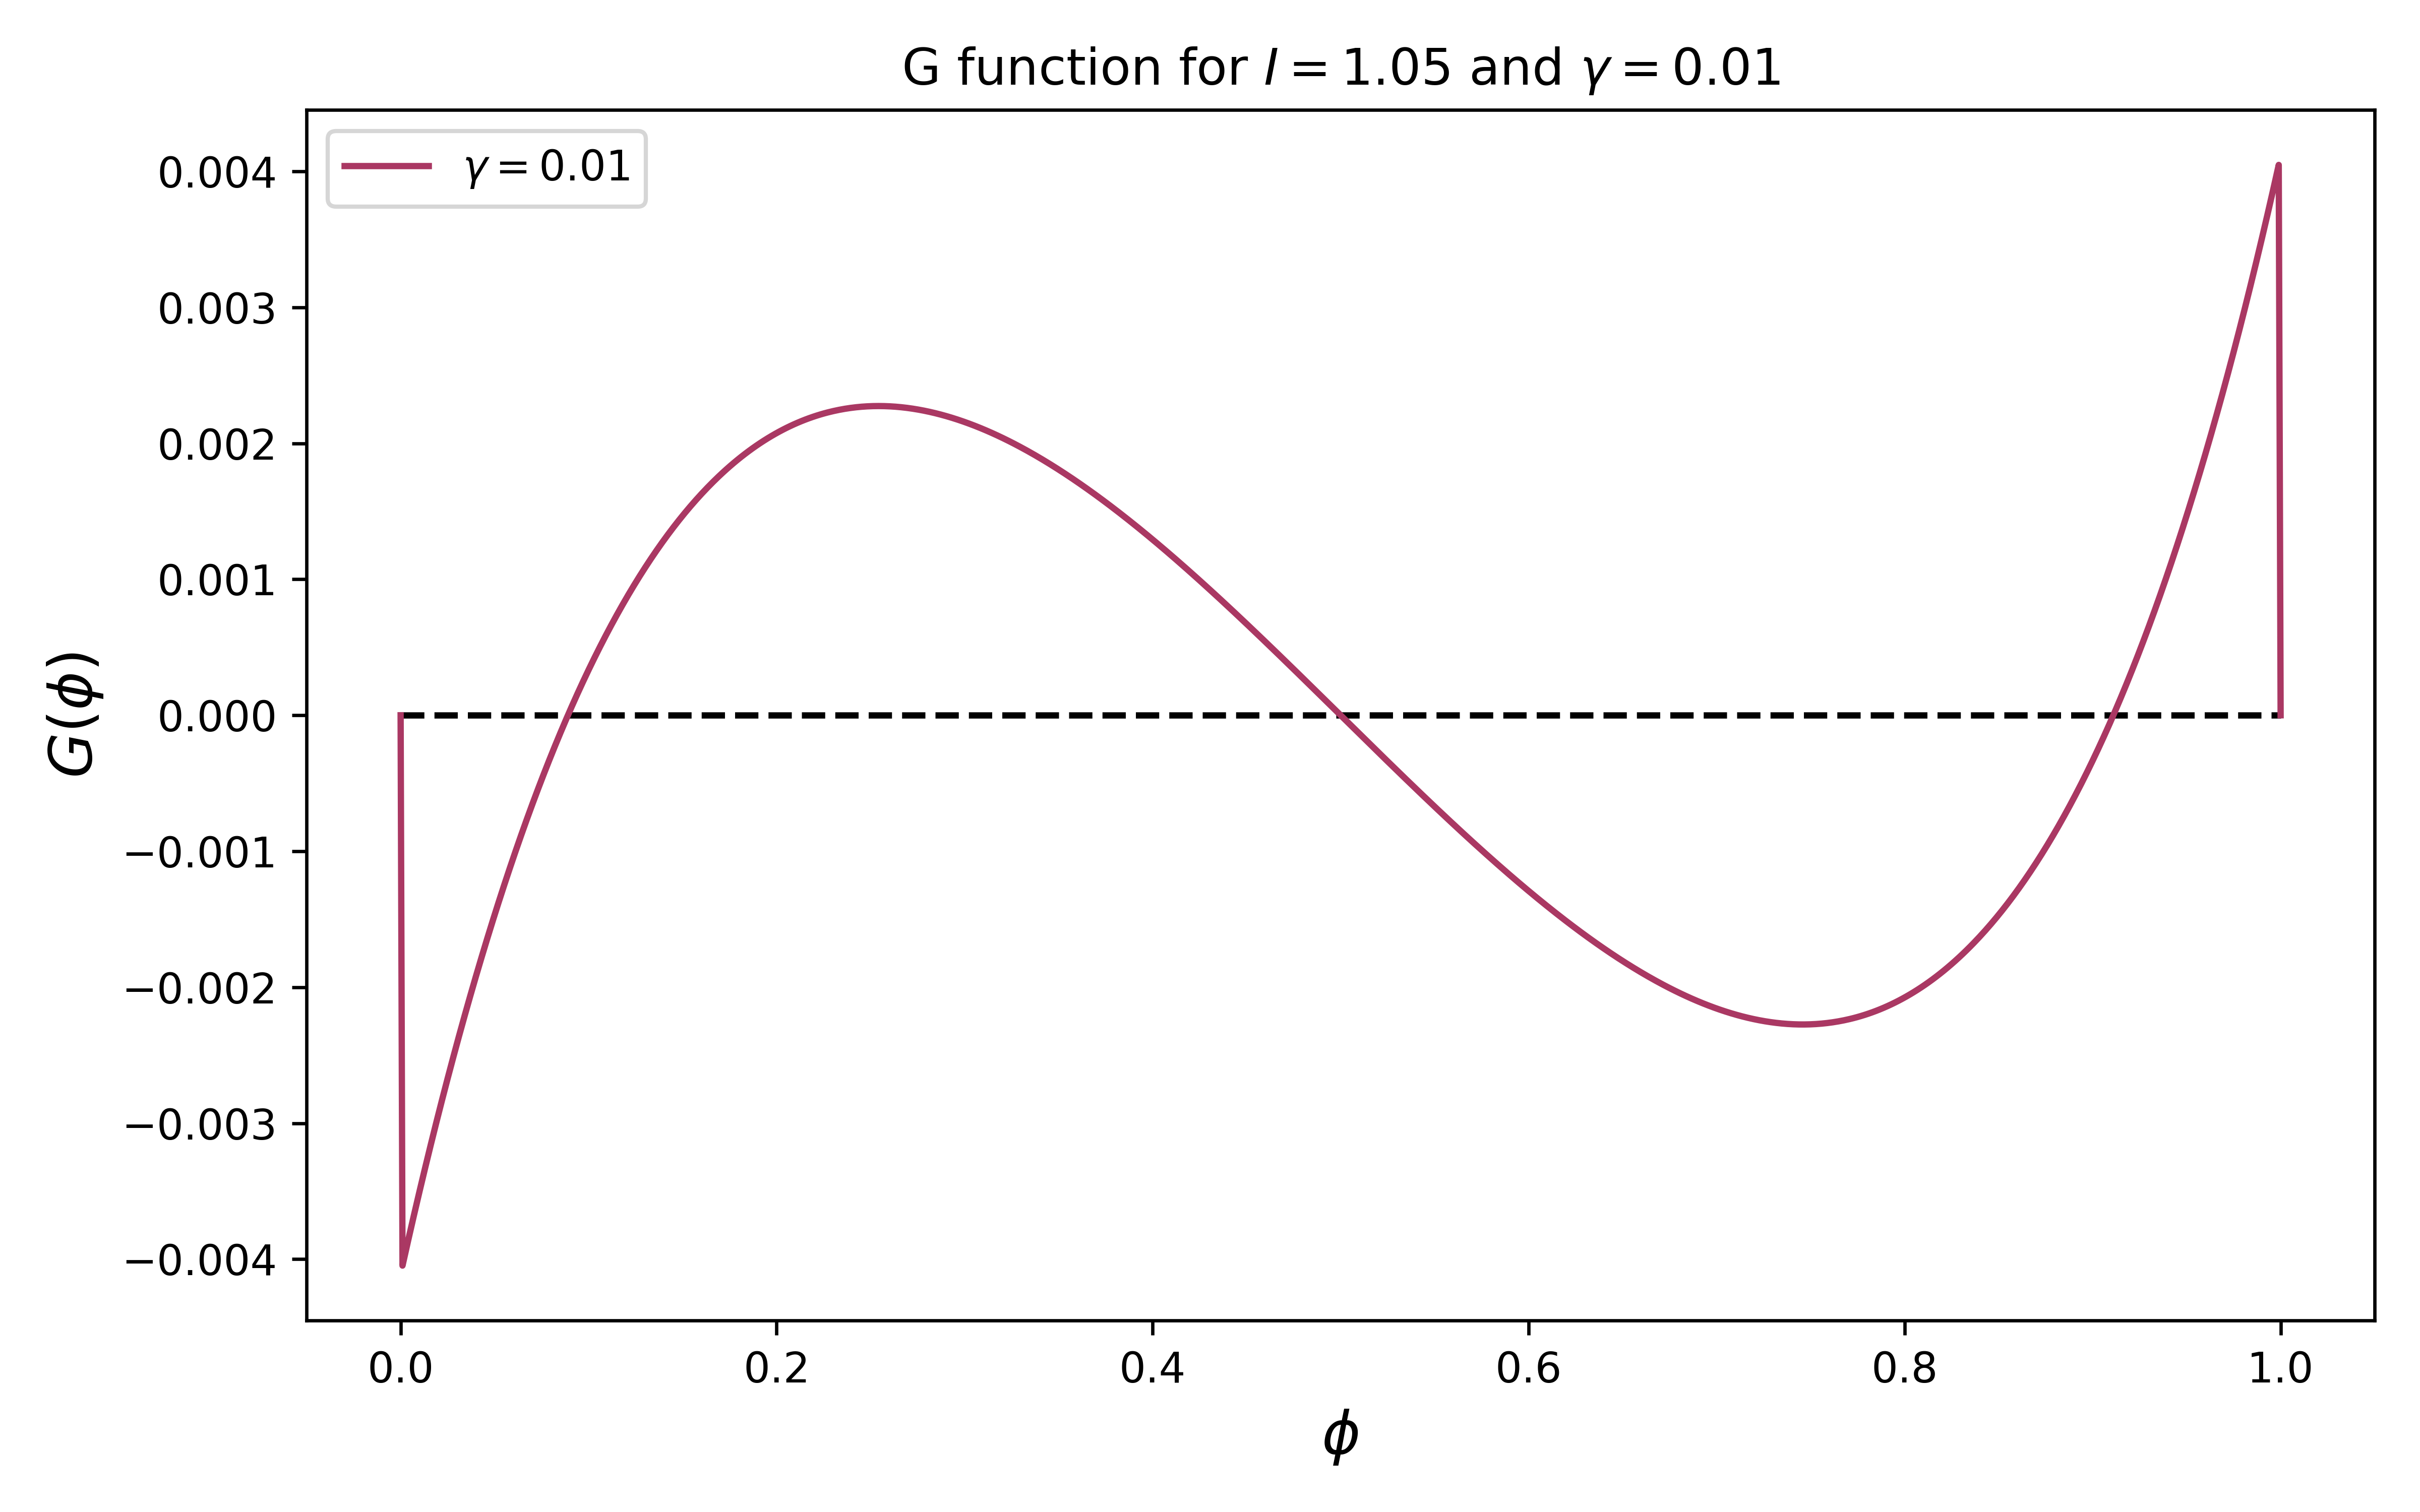 G function for I = 1.05 and γ = 0.01
γ = 0.01
0.004
0.003
0.002
0.001
0.000
−0.001
−0.002
−0.003
−0.004
G(ϕ)
0.0 0.2 0.4 0.6 0.8 1.0
ϕ